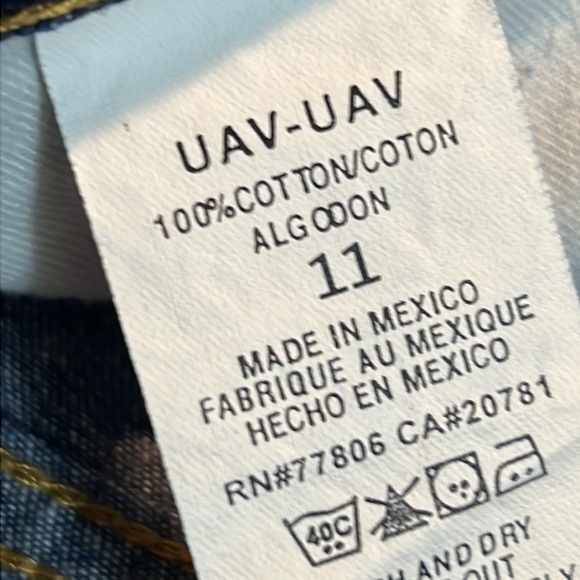 UAV-UAV
100%COTTON/COTON
ALGODON
11
MADE IN MEXICO
FABRIQUE AU MEXIQUE
HECHO EN MEXICO
RN#77806 CA#20781
40C
AND DRY